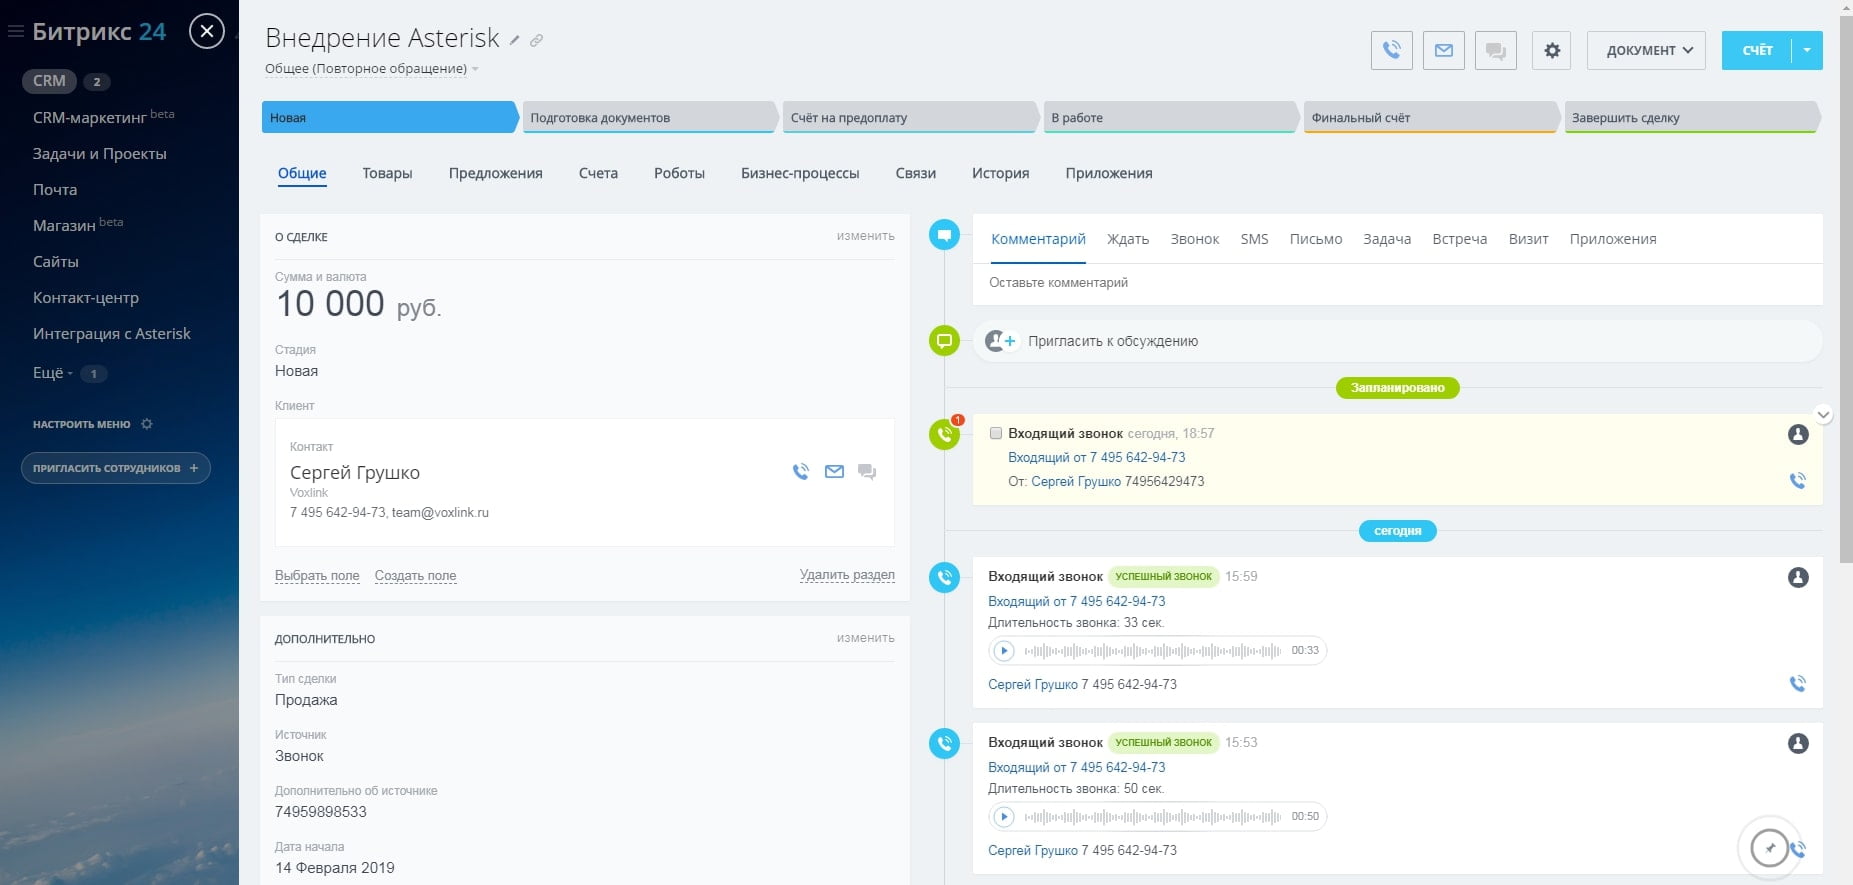 Битрикс 24
CRM 2
CRM-маркетинг beta
Задачи и Проекты
Почта
Магазин beta
Сайты
Контакт-центр
Интеграция с Asterisk
Ещё 1
НАСТРОИТЬ МЕНЮ
ПРИГЛАСИТЬ СОТРУДНИКОВ +
Внедрение Asterisk
Общее (Повторное обращение)
ДОКУМЕНТ
СЧЁТ
Новая
Подготовка документов
Счёт на предоплату
В работе
Финальный счёт
Завершить сделку
Общие
Товары
Предложения
Счета
Роботы
Бизнес-процессы
Связи
История
Приложения
О СДЕЛКЕ
изменить
Сумма и валюта
10 000 руб.
Стадия
Новая
Клиент
Контакт
Сергей Грушко
Voxlink
7 495 642-94-73, team@voxlink.ru
Выбрать поле
Создать поле
Удалить раздел
ДОПОЛНИТЕЛЬНО
изменить
Тип сделки
Продажа
Источник
Звонок
Дополнительно об источнике
74959898533
Дата начала
14 Февраля 2019
Комментарий
Ждать
Звонок
SMS
Письмо
Задача
Встреча
Визит
Приложения
Оставьте комментарий
Пригласить к обсуждению
Запланировано
1
Входящий звонок сегодня, 18:57
Входящий от 7 495 642-94-73
От: Сергей Грушко 74956429473
сегодня
Входящий звонок УСПЕШНЫЙ ЗВОНОК 15:59
Входящий от 7 495 642-94-73
Длительность звонка: 33 сек.
00:33
Сергей Грушко 7 495 642-94-73
Входящий звонок УСПЕШНЫЙ ЗВОНОК 15:53
Входящий от 7 495 642-94-73
Длительность звонка: 50 сек.
00:50
Сергей Грушко 7 495 642-94-73